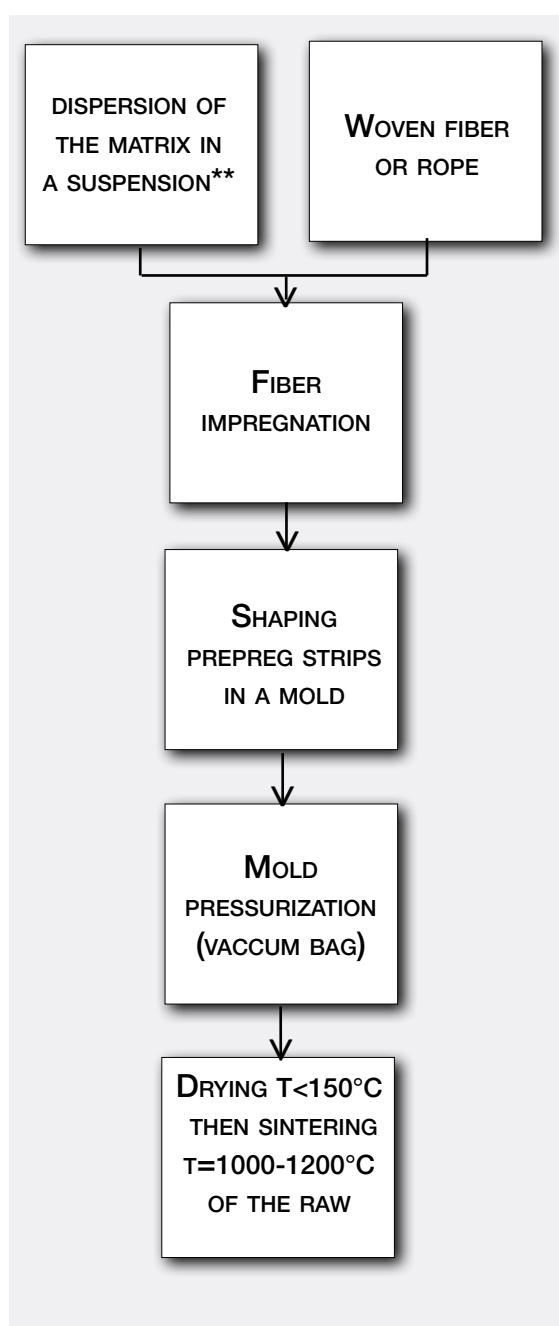 DISPERSION OF
THE MATRIX IN
A SUSPENSION**
WOVEN FIBER
OR ROPE
FIBER
IMPREGNATION
SHAPING
PREPREG STRIPS
IN A MOLD
MOLD
PRESSURIZATION
(VACCUM BAG)
DRYING T<150°C
THEN SINTERING
T=1000-1200°C
OF THE RAW